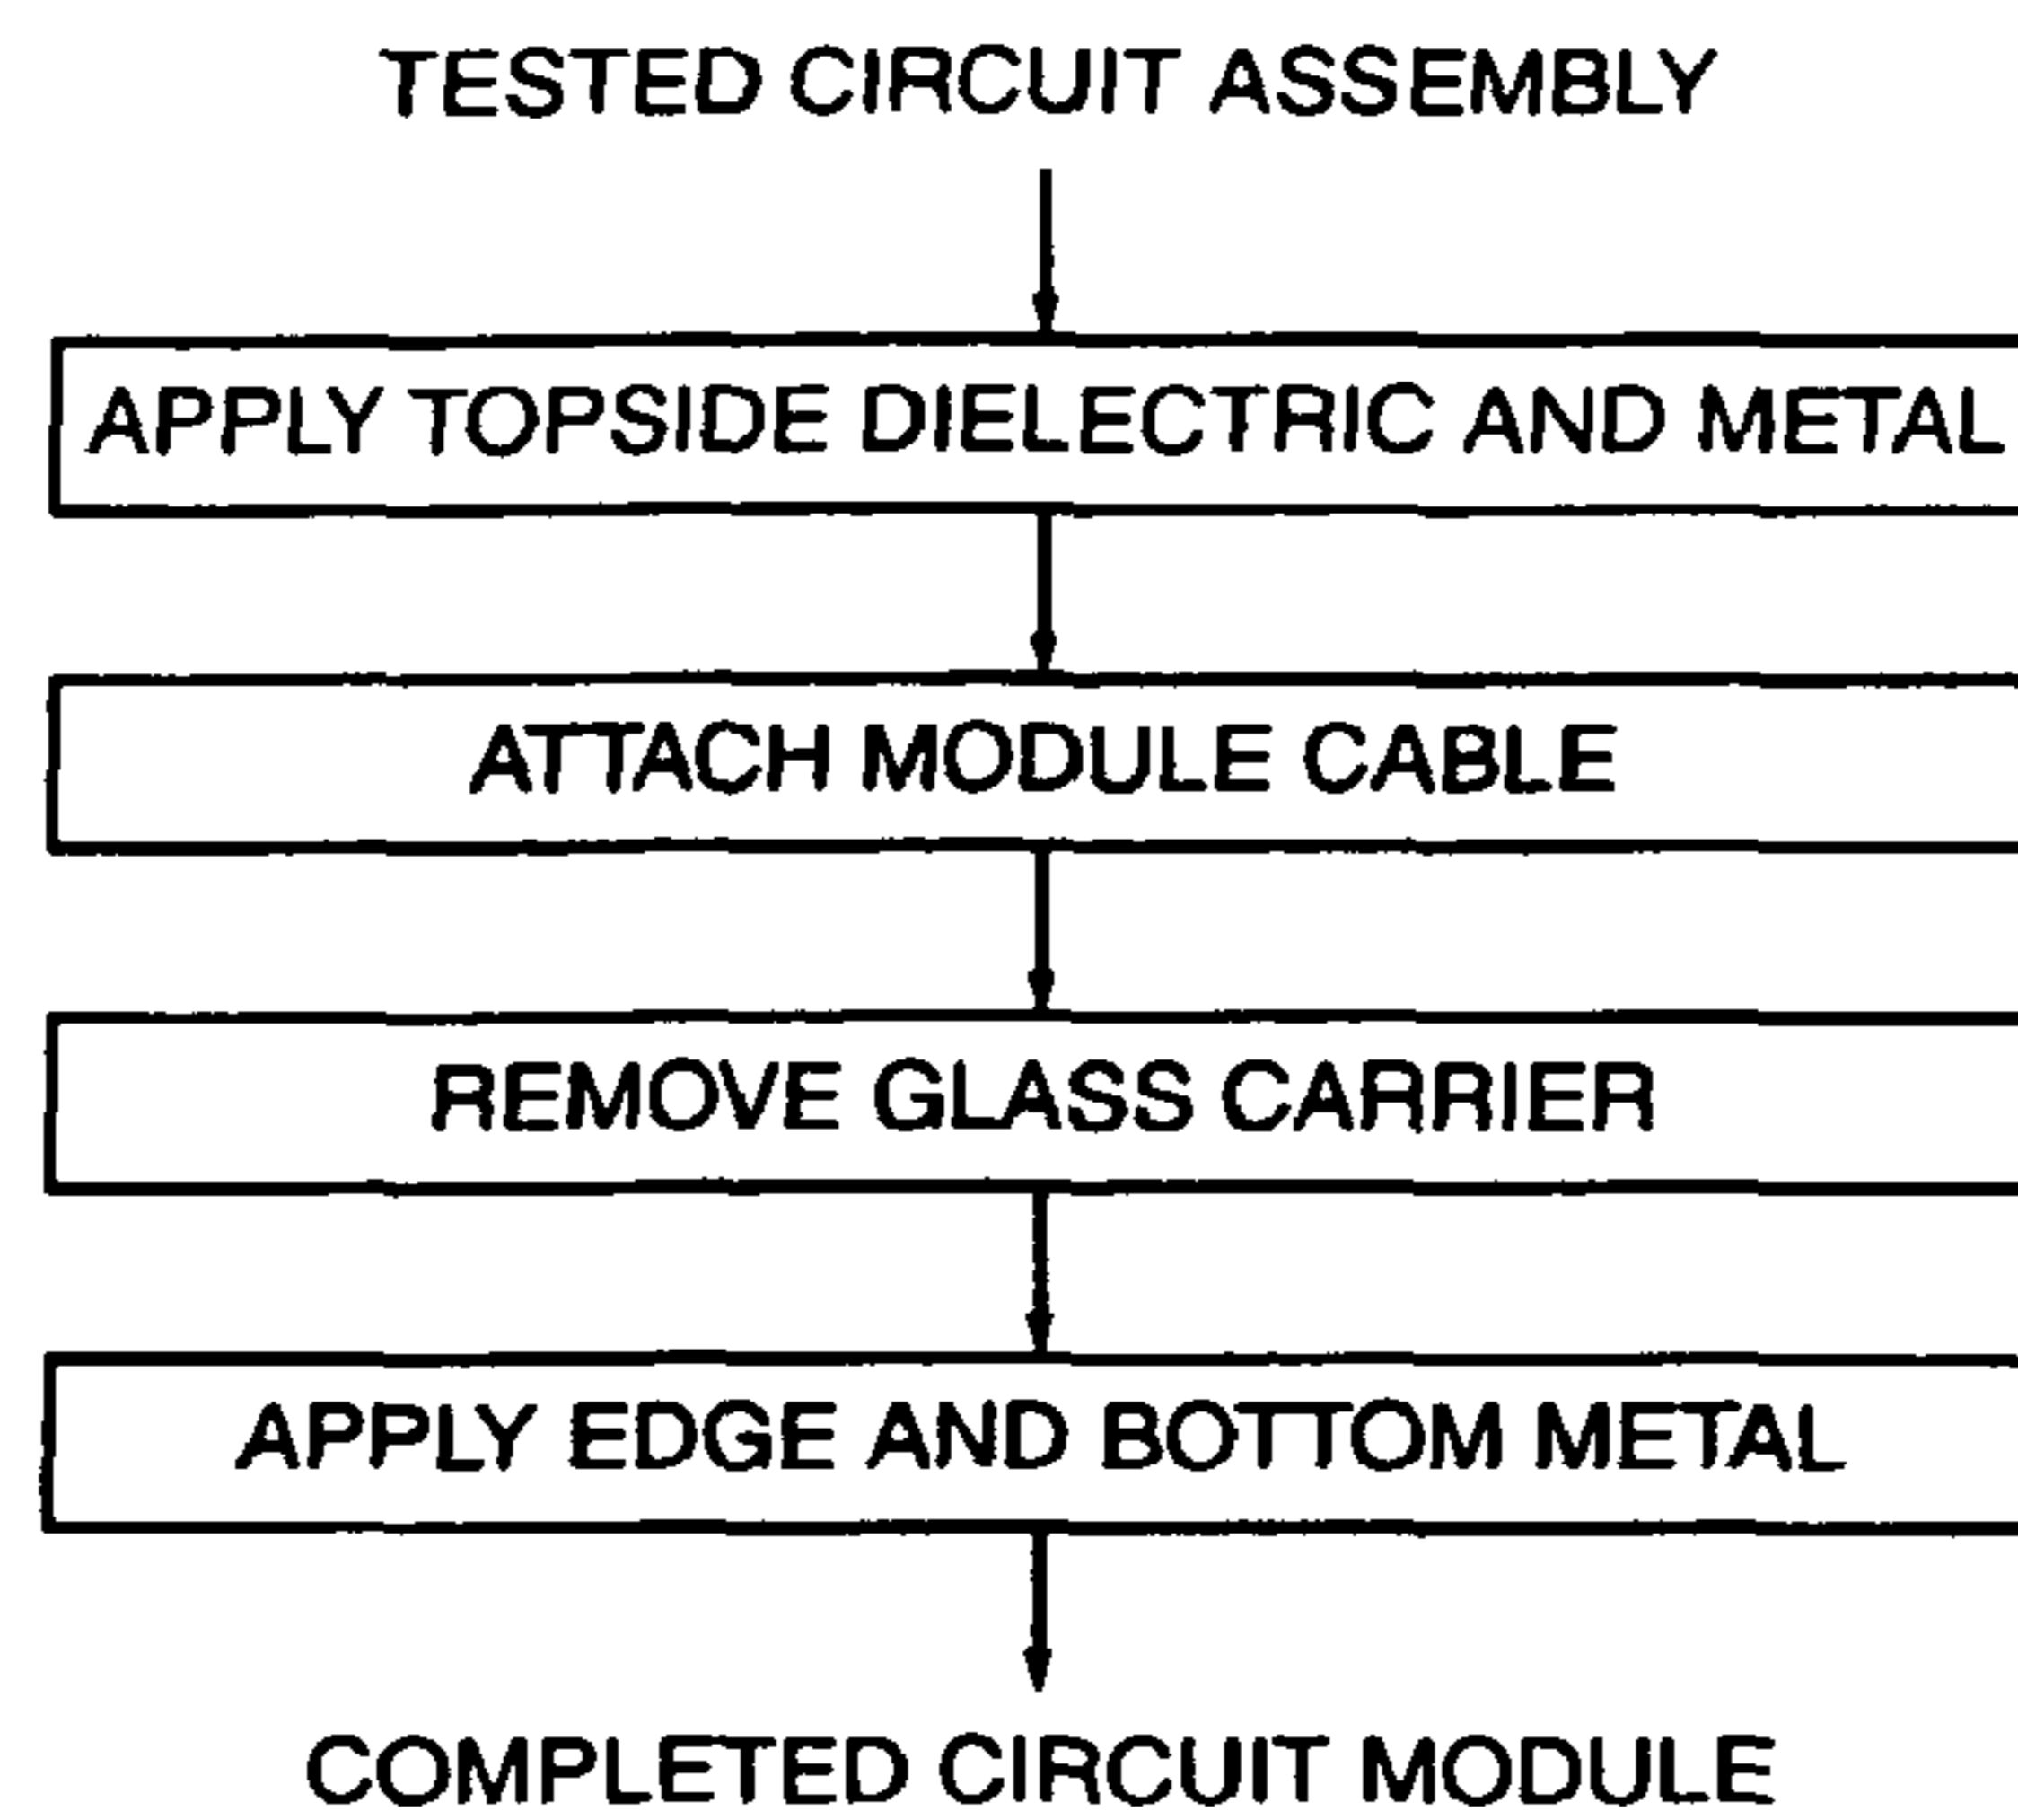 TESTED CIRCUIT ASSEMBLY
APPLY TOPSIDE DIELECTRIC AND METAL
ATTACH MODULE CABLE
REMOVE GLASS CARRIER
APPLY EDGE AND BOTTOM METAL
COMPLETED CIRCUIT MODULE